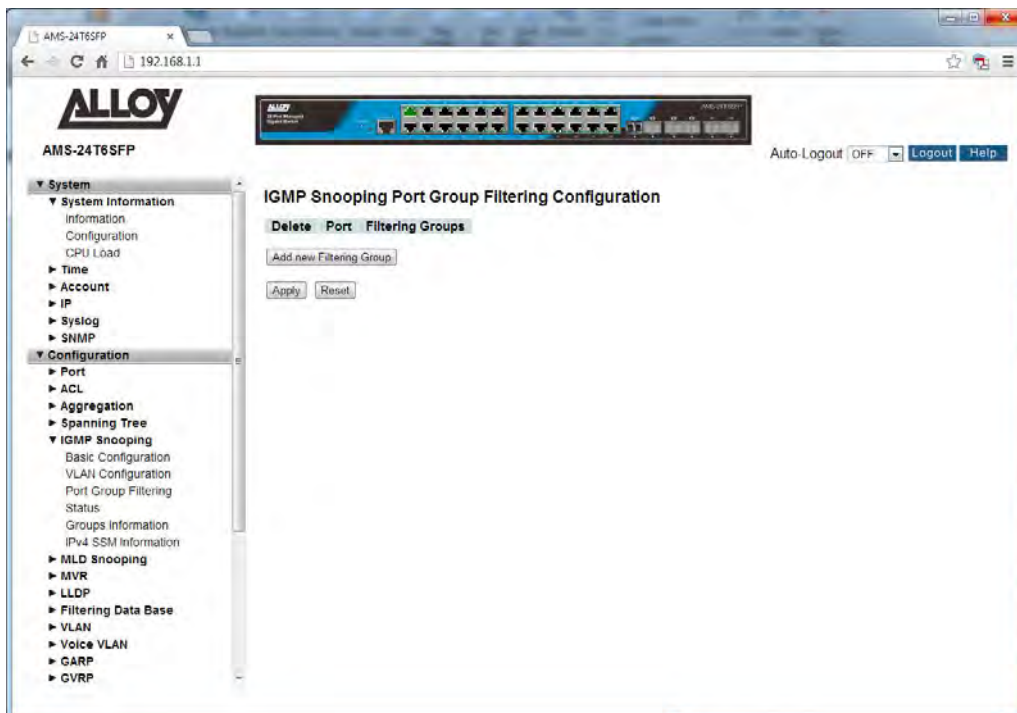 AMS-24T6SFP
192.168.1.1
ALLOY
AMS-24T6SFP
ALLOY
Auto-Logout OFF Logout Help
▼ System
▼ System Information
Information
Configuration
CPU Load
► Time
► Account
► IP
► Syslog
► SNMP
▼ Configuration
► Port
► ACL
► Aggregation
► Spanning Tree
▼ IGMP Snooping
Basic Configuration
VLAN Configuration
Port Group Filtering
Status
Groups Information
IPv4 SSM Information
► MLD Snooping
► MVR
► LLDP
► Filtering Data Base
► VLAN
► Voice VLAN
► GARP
► GVRP
IGMP Snooping Port Group Filtering Configuration
Delete Port Filtering Groups
Add new Filtering Group
Apply Reset